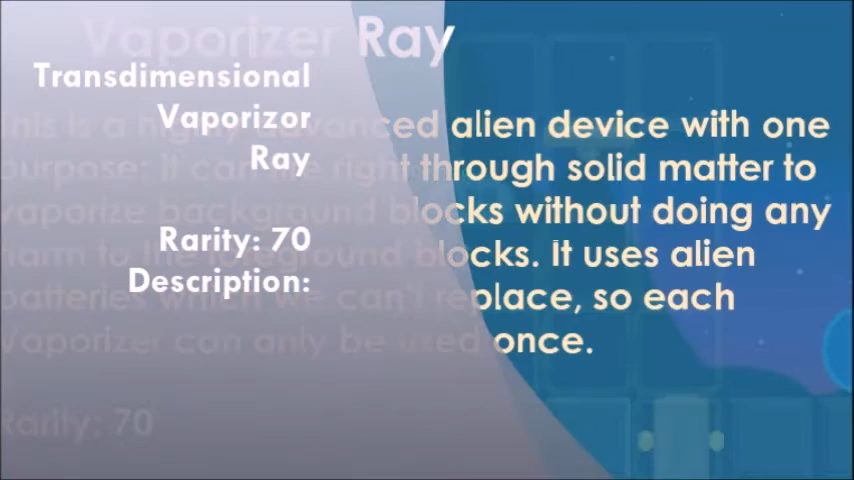 Transdimensional
Vaporizor
Ray
Rarity: 70
Description:
Vaporizer Ray
This is a highly advanced alien device with one
purpose: It can fire right through solid matter to
vaporize background blocks without doing any
harm to the foreground blocks. It uses alien
batteries which we can't replace, so each
Vaporizer can only be used once.
Rarity: 70